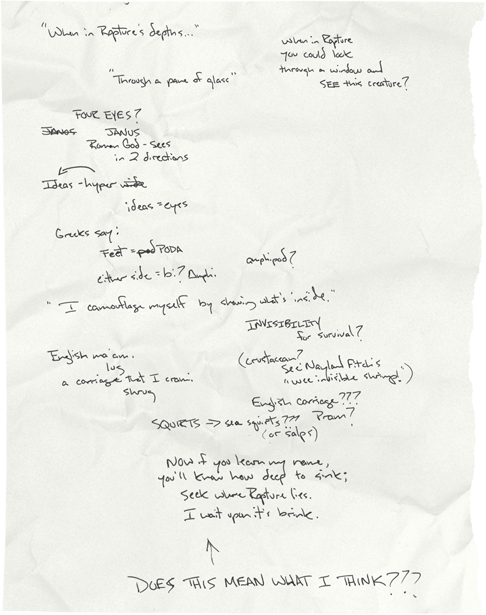 "When in Rapture's depths..."
when in Rapture
you could look
through a window and
SEE this creature?
"Through a pane of glass"
FOUR EYES?
JANOS JANUS
Roman God - sees
in 2 directions
Ideas - hyper wide
ideas = eyes
Greeks say:
Feet = pod PODA
either side = bi? Amphi.
amphipod?
"I camouflage myself by showing what's inside."
INVISIBILITY
for survival?
(crustacean?
see Nayland Fitch's
"wee invisible shrimp!")
English ma'am.
lug
a carriage that I cram.
shrug
English carriage???
Pram?
SQUIRTS → sea squirts???
(or salps)
Now if you learn my name,
you'll know how deep to sink;
Seek where Rapture lies.
I wait upon it's brink.
↑
DOES THIS MEAN WHAT I THINK???